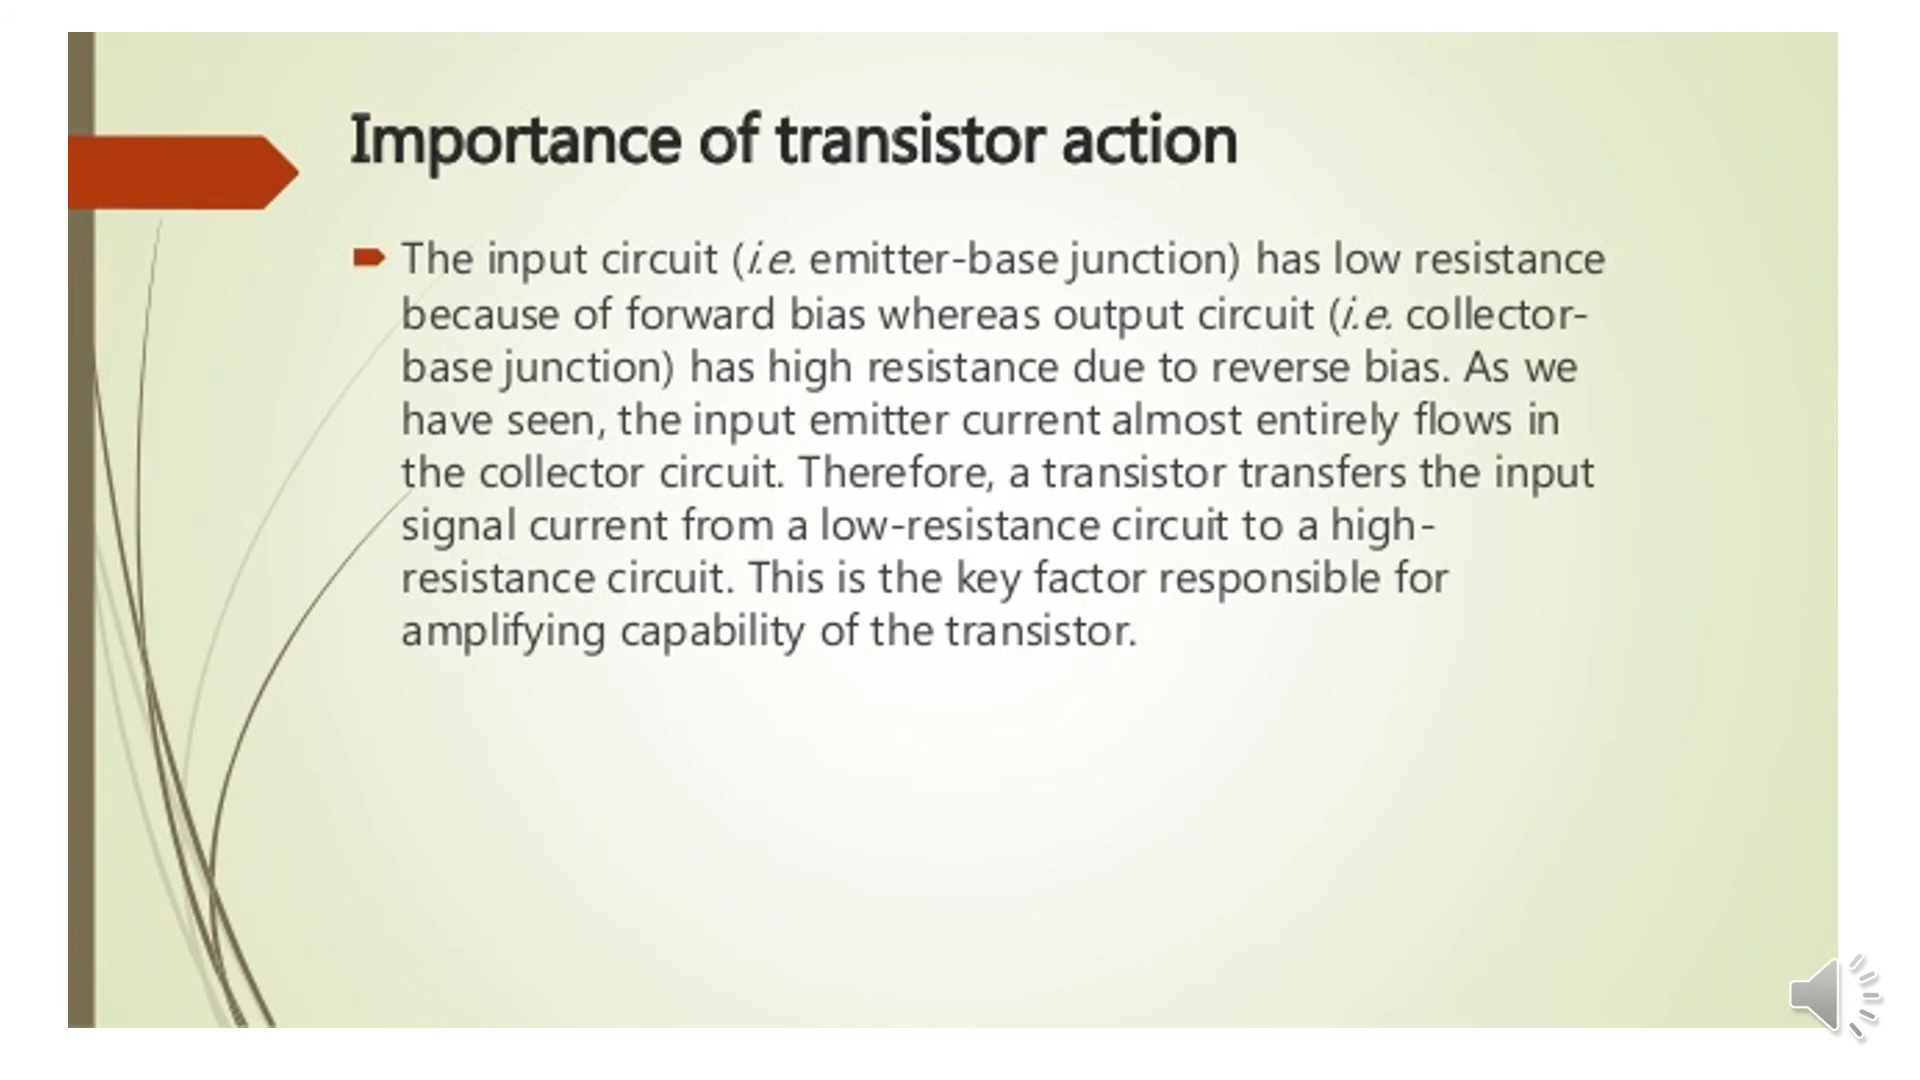 Importance of transistor action
The input circuit (i.e. emitter-base junction) has low resistance
because of forward bias whereas output circuit (i.e. collector-
base junction) has high resistance due to reverse bias. As we
have seen, the input emitter current almost entirely flows in
the collector circuit. Therefore, a transistor transfers the input
signal current from a low-resistance circuit to a high-
resistance circuit. This is the key factor responsible for
amplifying capability of the transistor.